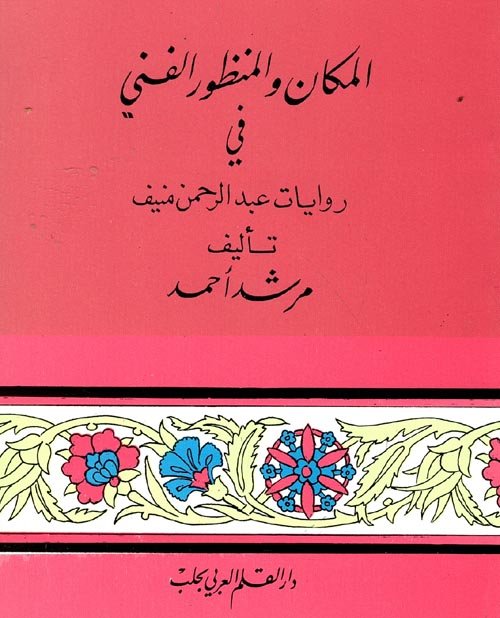 المكان والمنظور الفني
في
روايات عبد الرحمن منيف
تأليف
مرشد أحمد
دار القلم العربي بحلب